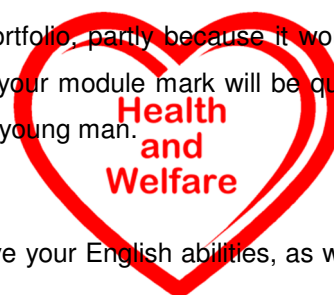 ortfolio, partly because it wo
your module mark will be qu
Health
young man.
and
Welfare
ve your English abilities, as w